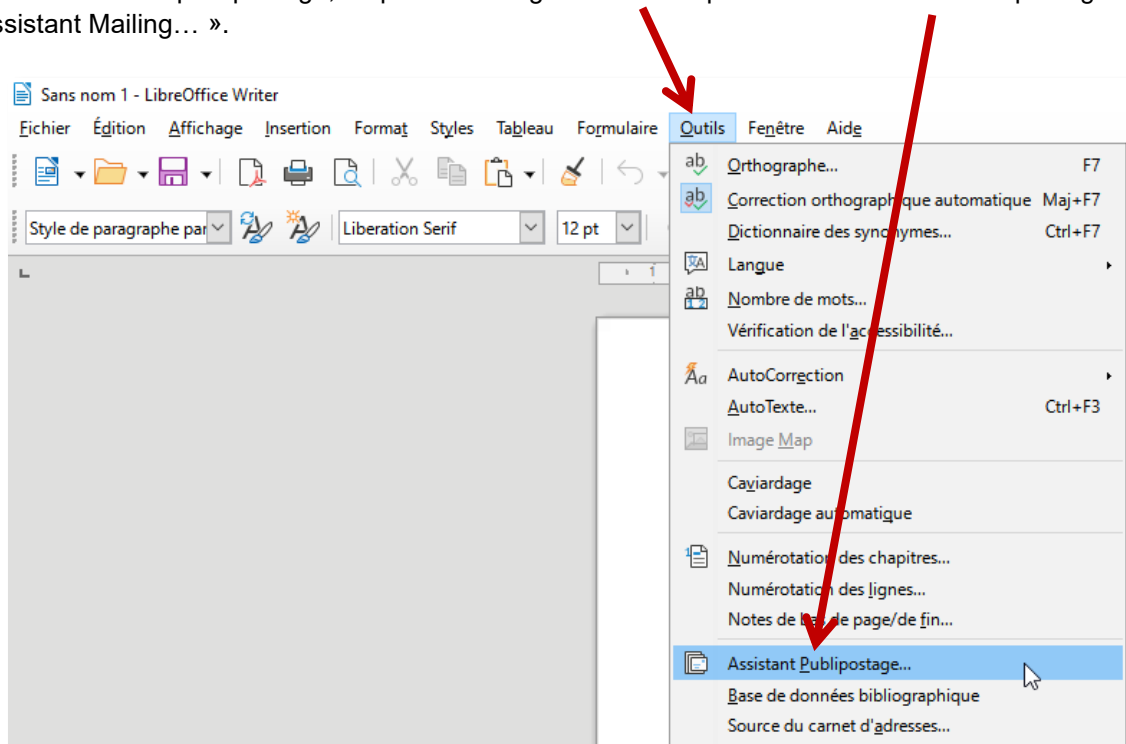 ssistant Mailing… ».
Sans nom 1 - LibreOffice Writer
Fichier Édition Affichage Insertion Format Styles Tableau Formulaire Outils Fenêtre Aide
Style de paragraphe par Liberation Serif 12 pt
1
Orthographe... F7
Correction orthographique automatique Maj+F7
Dictionnaire des synonymes... Ctrl+F7
Langue
Nombre de mots...
Vérification de l'accessibilité...
AutoCorrection
AutoTexte... Ctrl+F3
Image Map
Caviardage
Caviardage automatique
Numérotation des chapitres...
Numérotation des lignes...
Notes de bas de page/de fin...
Assistant Publipostage...
Base de données bibliographique
Source du carnet d'adresses...